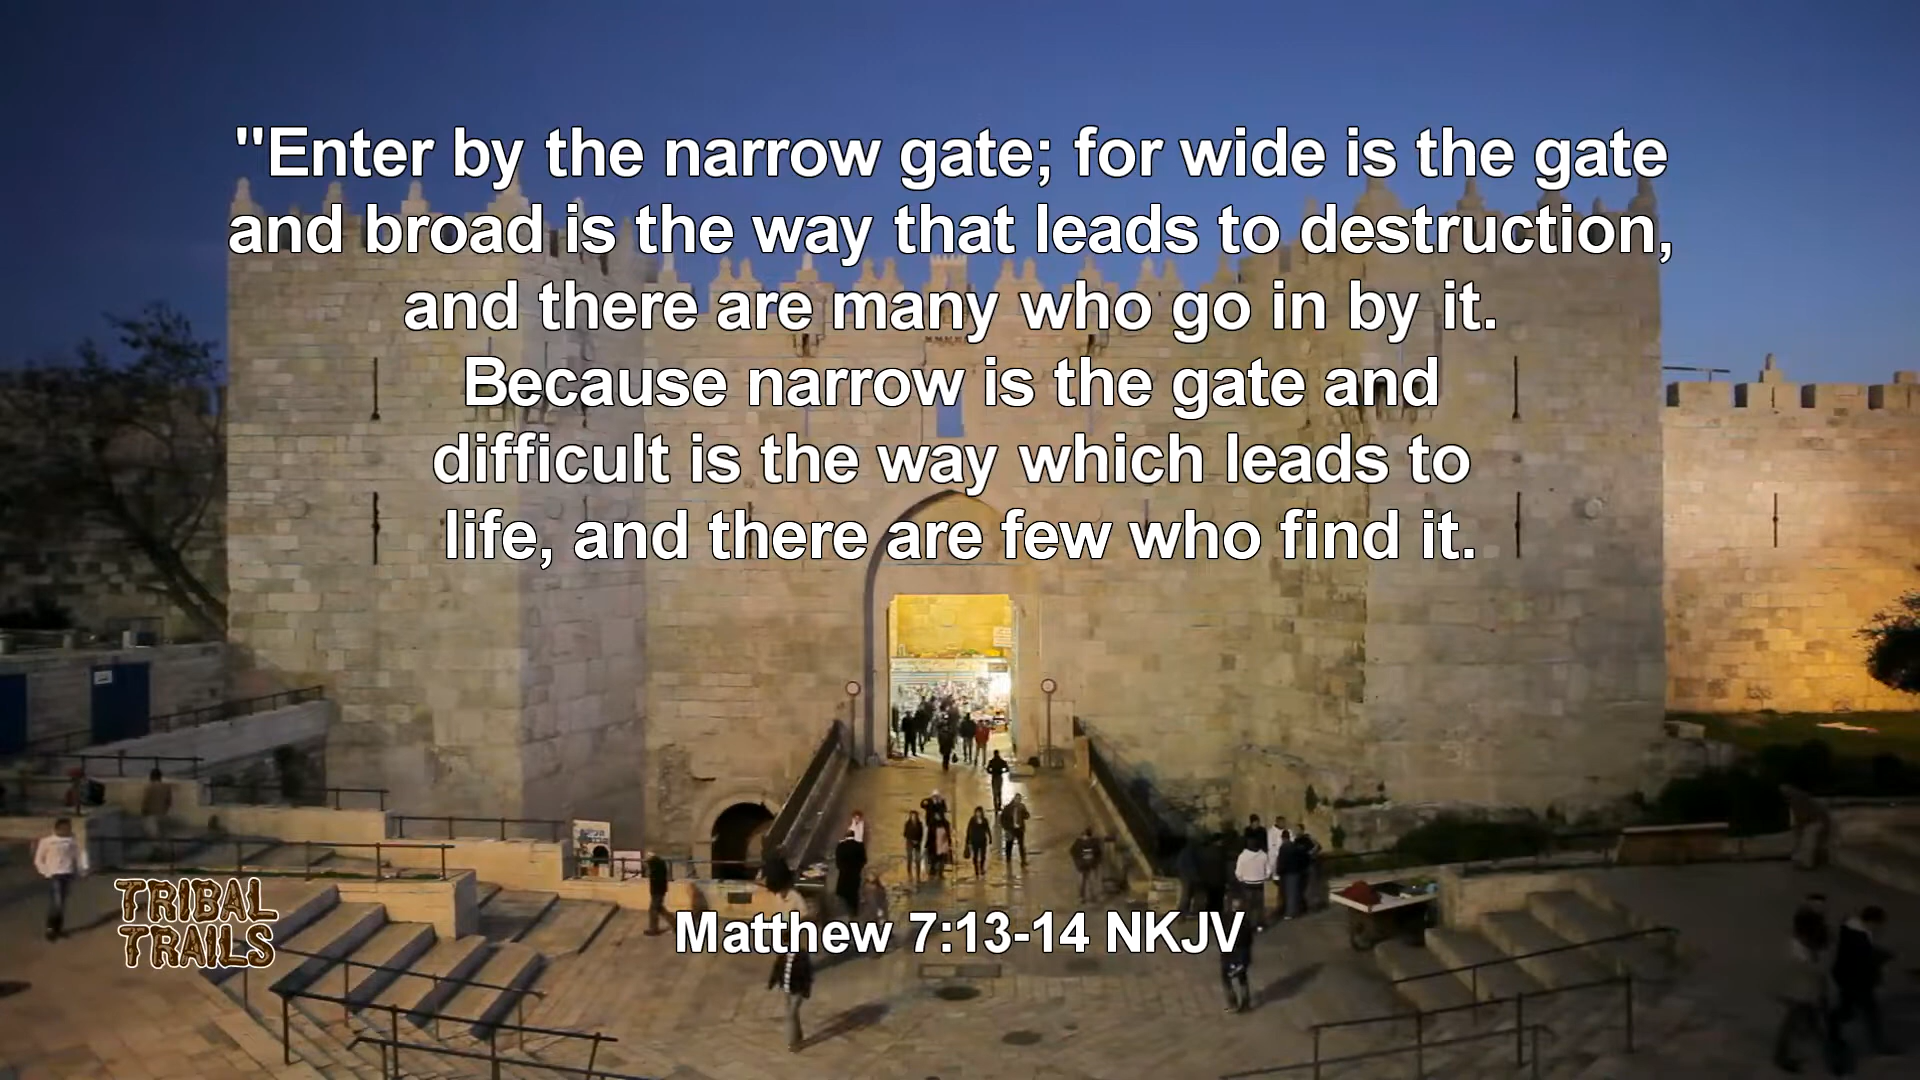 "Enter by the narrow gate; for wide is the gate
and broad is the way that leads to destruction,
and there are many who go in by it.
Because narrow is the gate and
difficult is the way which leads to
life, and there are few who find it.
Matthew 7:13-14 NKJV
TRIBAL
TRAILS